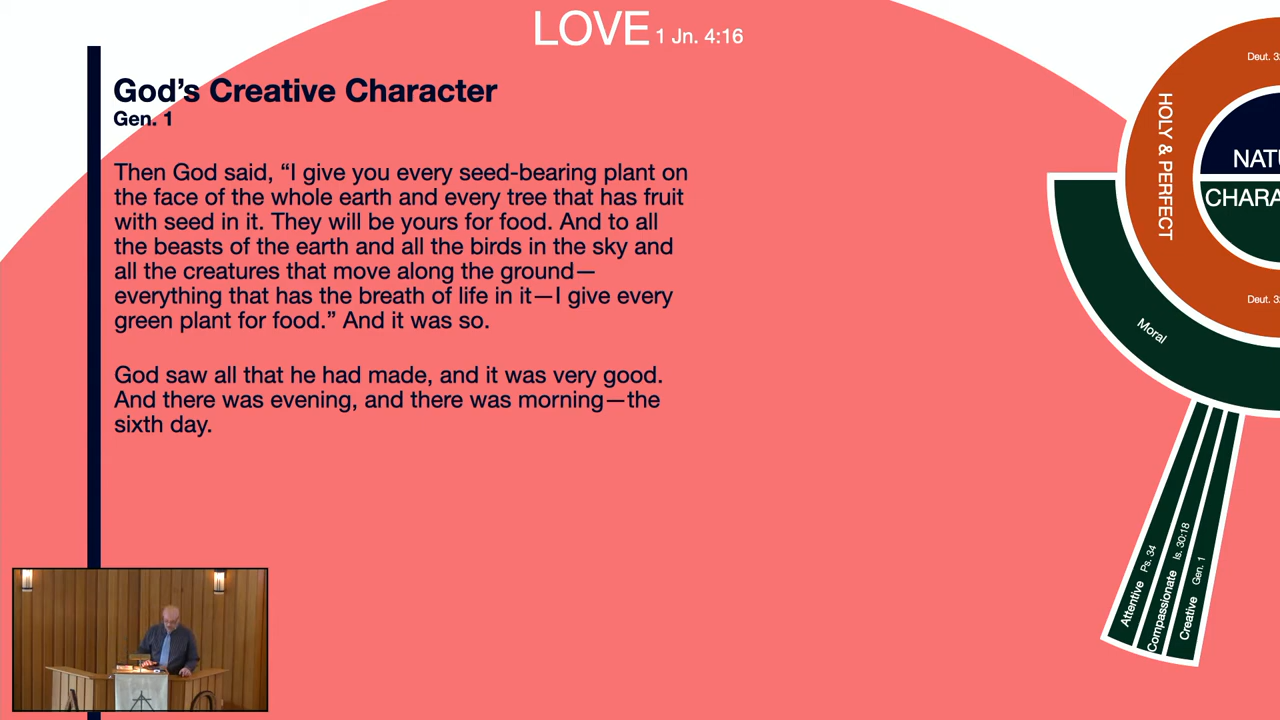 LOVE 1 Jn. 4:16
God’s Creative Character
Gen. 1
Then God said, “I give you every seed-bearing plant on
the face of the whole earth and every tree that has fruit
with seed in it. They will be yours for food. And to all
the beasts of the earth and all the birds in the sky and
all the creatures that move along the ground—
everything that has the breath of life in it—I give every
green plant for food.” And it was so.
God saw all that he had made, and it was very good.
And there was evening, and there was morning—the
sixth day.
Deut. 3
HOLY & PERFECT
NATU
CHARA
Deut. 3
Moral
Attentive Ps. 34
Compassionate Is. 30:18
Creative Gen. 1